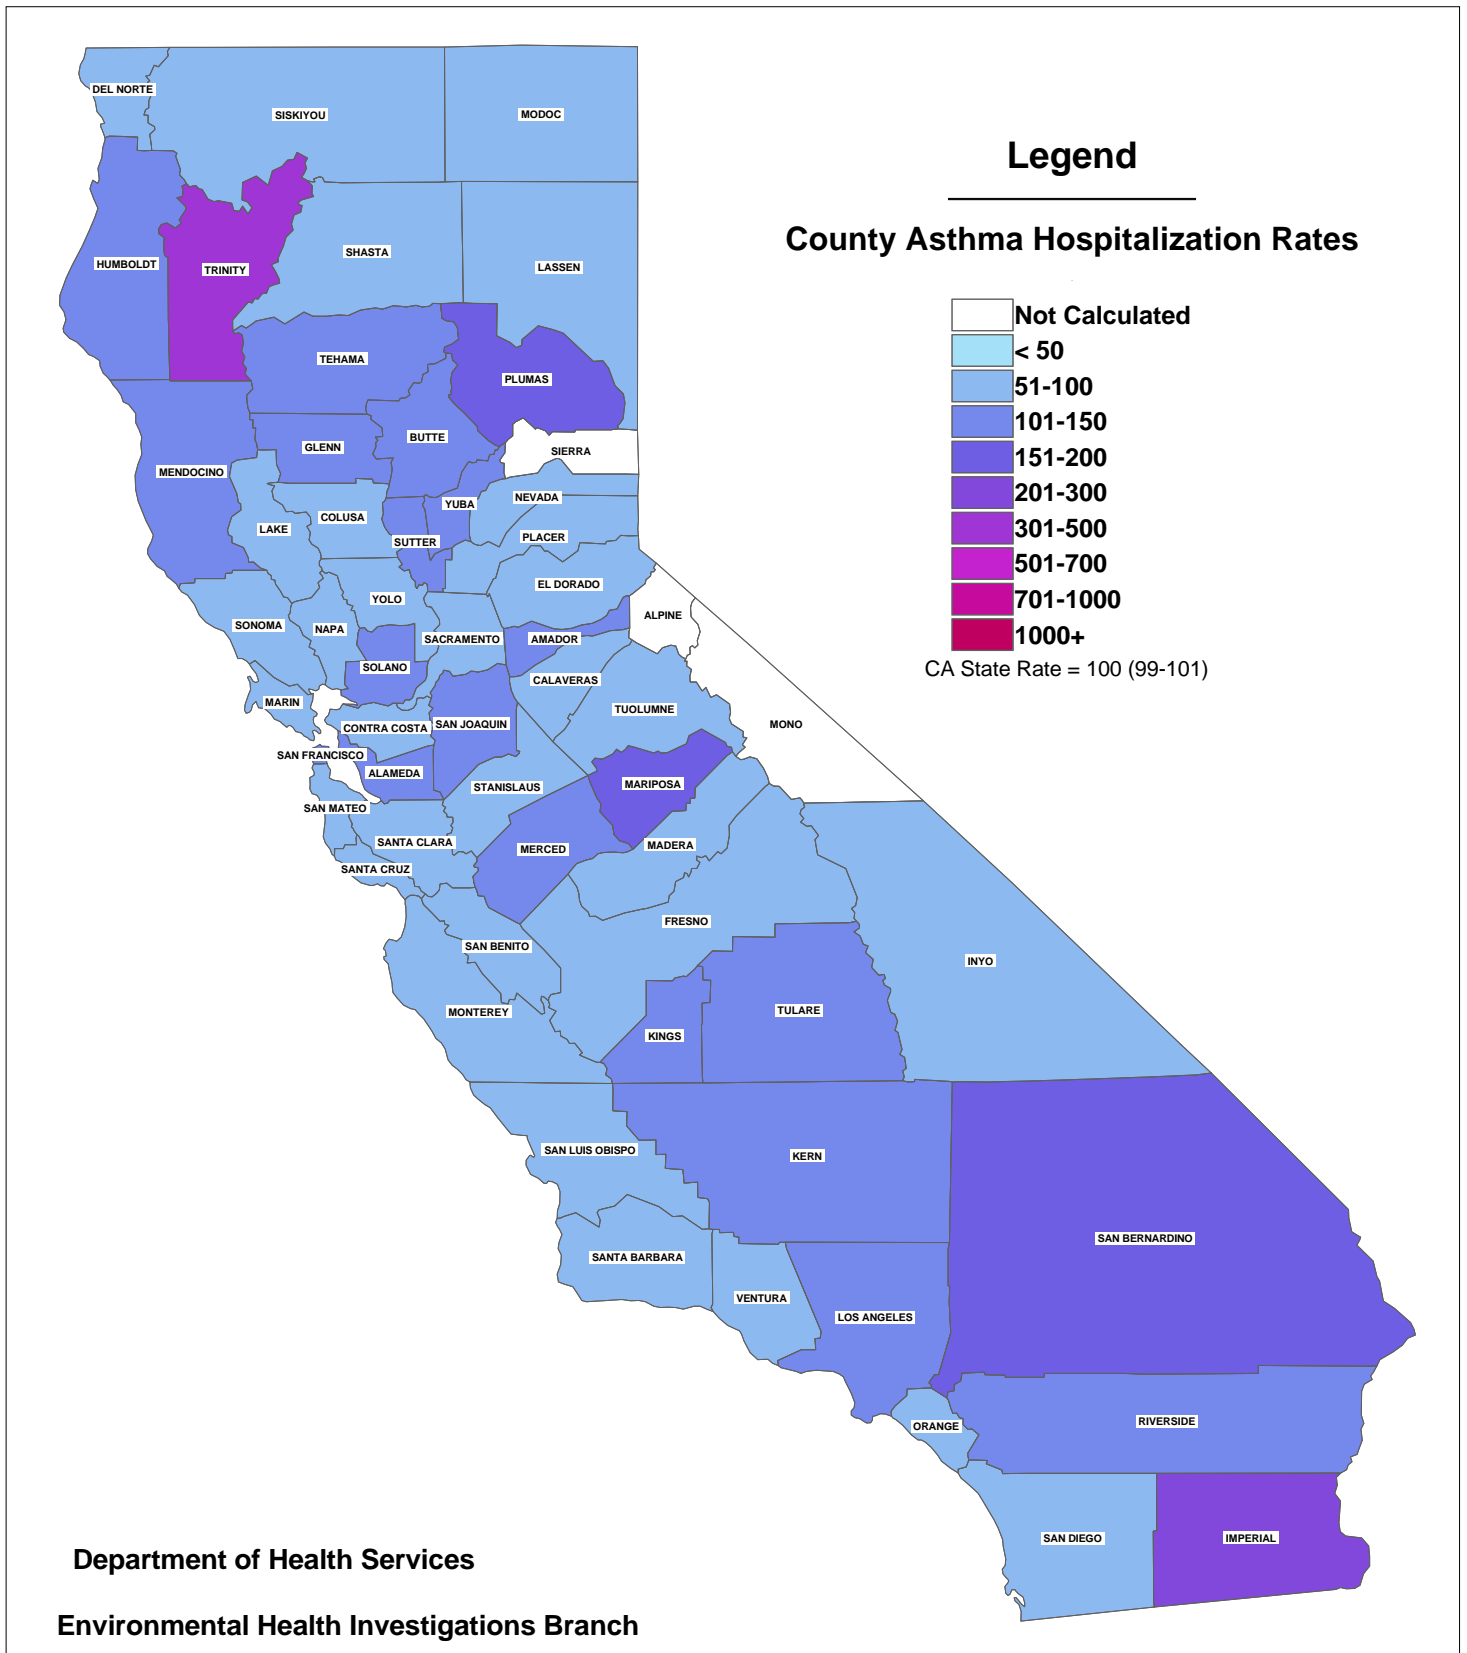 Legend
County Asthma Hospitalization Rates
Not Calculated
< 50
51-100
101-150
151-200
201-300
301-500
501-700
701-1000
1000+
CA State Rate = 100 (99-101)
DEL NORTE
SISKIYOU
MODOC
HUMBOLDT
TRINITY
SHASTA
LASSEN
TEHAMA
PLUMAS
BUTTE
GLENN
SIERRA
MENDOCINO
NEVADA
YUBA
COLUSA
LAKE
PLACER
SUTTER
EL DORADO
YOLO
ALPINE
SONOMA
NAPA
SACRAMENTO
AMADOR
SOLANO
CALAVERAS
MARIN
TUOLUMNE
SAN JOAQUIN
MONO
CONTRA COSTA
SAN FRANCISCO
ALAMEDA
MARIPOSA
STANISLAUS
SAN MATEO
SANTA CLARA
MADERA
MERCED
SANTA CRUZ
FRESNO
SAN BENITO
INYO
MONTEREY
TULARE
KINGS
SAN LUIS OBISPO
KERN
SAN BERNARDINO
SANTA BARBARA
VENTURA
LOS ANGELES
RIVERSIDE
ORANGE
SAN DIEGO
IMPERIAL
Department of Health Services
Environmental Health Investigations Branch